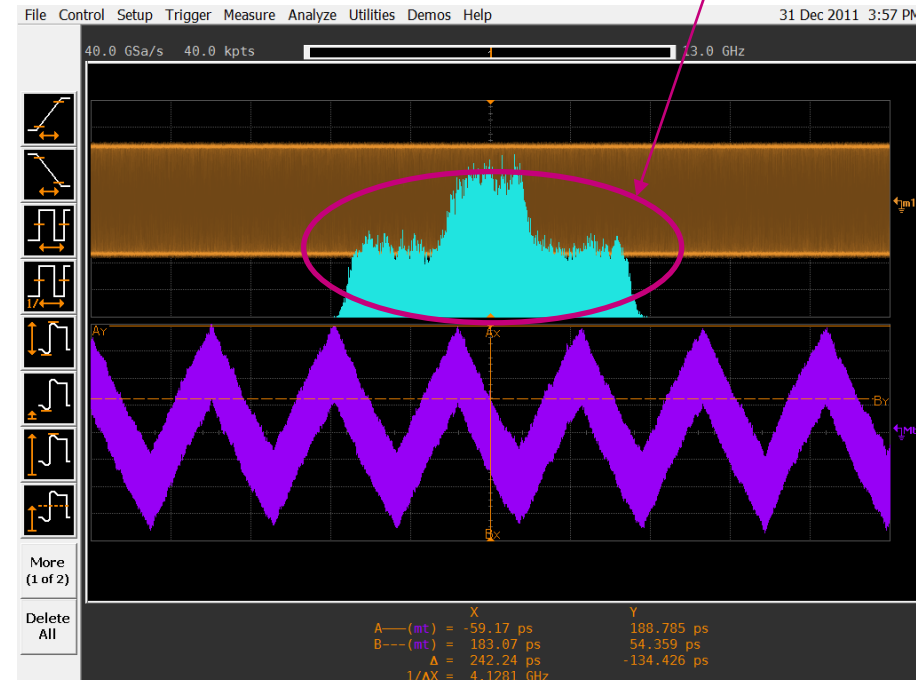 File Control Setup Trigger Measure Analyze Utilities Demos Help 31 Dec 2011 3:57 PM
40.0 GSa/s 40.0 kpts 13.0 GHz
m1
AY AX
BY
BX
More
(1 of 2)
Delete
All
X Y
A——(mt) = -59.17 ps 188.785 ps
B---(mt) = 183.07 ps 54.359 ps
Δ = 242.24 ps -134.426 ps
1/ΔX = 4.1281 GHz